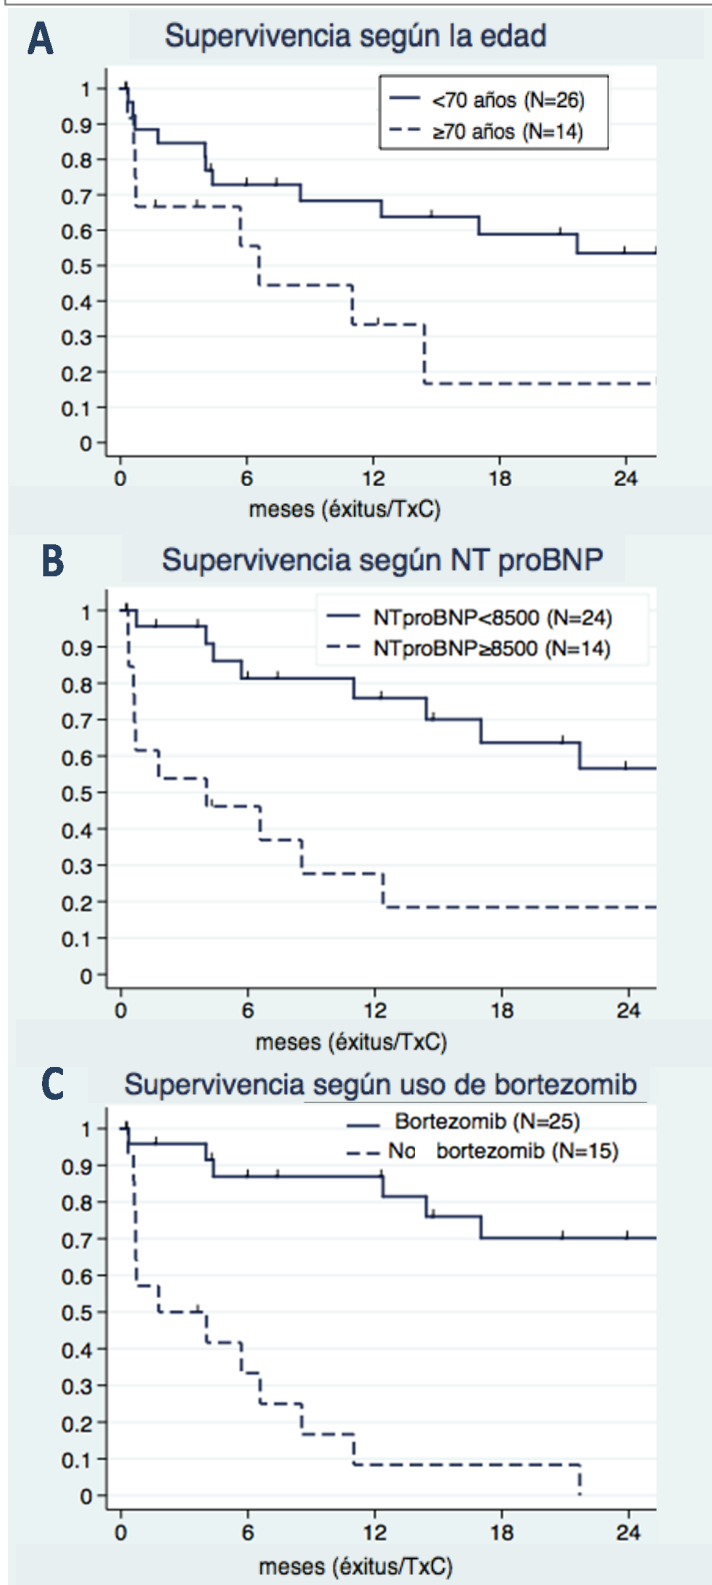 A
Supervivencia según la edad
<70 años (N=26)
≥70 años (N=14)
1
0.9
0.8
0.7
0.6
0.5
0.4
0.3
0.2
0.1
0
0 6 12 18 24
meses (éxitus/TxC)
B
Supervivencia según NT proBNP
NTproBNP<8500 (N=24)
NTproBNP≥8500 (N=14)
1
0.9
0.8
0.7
0.6
0.5
0.4
0.3
0.2
0.1
0
0 6 12 18 24
meses (éxitus/TxC)
C
Supervivencia según uso de bortezomib
Bortezomib (N=25)
No bortezomib (N=15)
1
0.9
0.8
0.7
0.6
0.5
0.4
0.3
0.2
0.1
0
0 6 12 18 24
meses (éxitus/TxC)